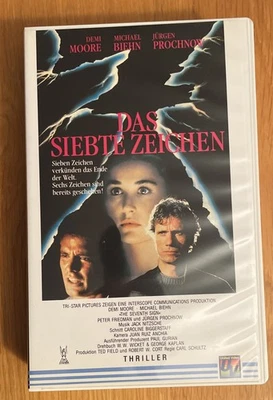 DEMI MOORE
MICHAEL BIEHN
JÜRGEN PROCHNOW
DAS
SIEBTE ZEICHEN
Sieben Zeichen
verkünden das Ende
der Welt.
Sechs Zeichen sind
bereits geschehen!
TRI-STAR PICTURES ZEIGEN EINE INTERSCOPE COMMUNICATIONS PRODUKTION
DEMI MOORE - MICHAEL BIEHN
»THE SEVENTH SIGN«
PETER FRIEDMAN und JÜRGEN PROCHNOW
Musik JACK NITZSCHE
Schnitt CAROLINE BIGGERSTAFF
Kamera JUAN RUIZ ANCHIA
Ausführender Produzent PAUL
Drehbuch W. W. WICKET & GEORGE KAPLAN
Produktion TED FIELD und ROBERT W. CORT Regie CARL SCHULTZ
THRILLER